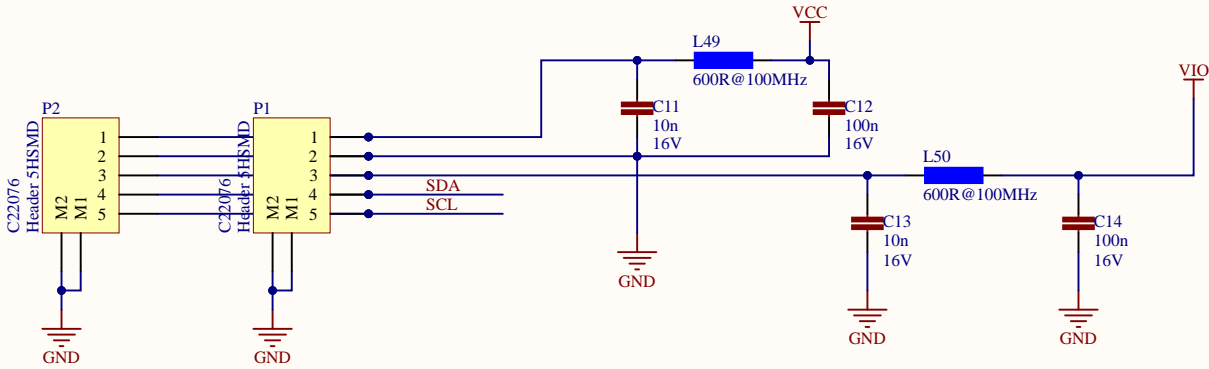 VCC
L49
600R@100MHz
VIO
P2
P1
C11
10n
16V
C12
100n
16V
1
2
3
4
5
M2
M1
C22076
Header 5HSMD
1
2
3
4
5
M2
M1
C22076
Header 5HSMD
SDA
SCL
L50
600R@100MHz
C13
10n
16V
C14
100n
16V
GND
GND
GND
GND
GND